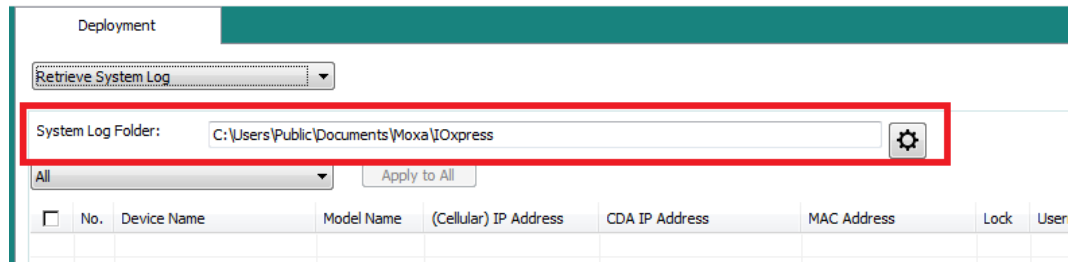 Deployment
Retrieve System Log
System Log Folder: C:\Users\Public\Documents\Moxa\IOxpress
All Apply to All
No. Device Name Model Name (Cellular) IP Address CDA IP Address MAC Address Lock User